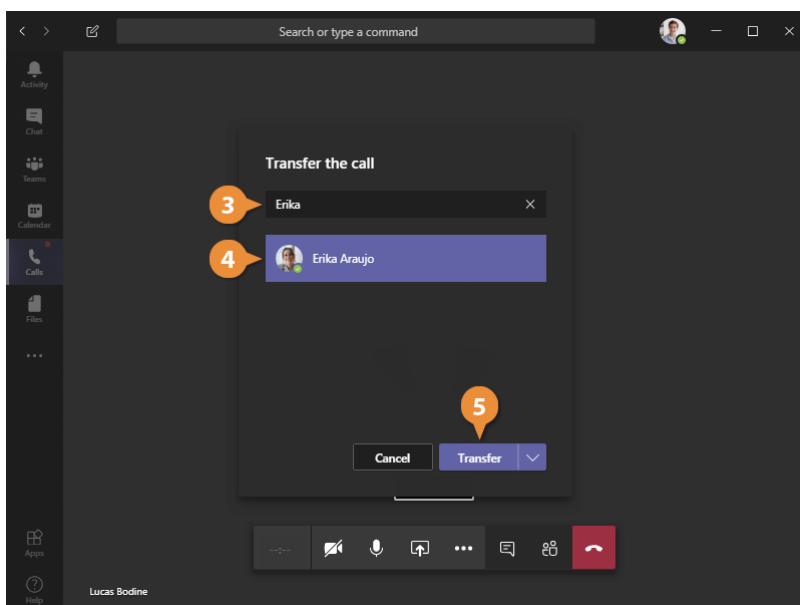 Search or type a command
Activity
Chat
Teams
Calendar
Calls
Files
Apps
Help
Transfer the call
3
Erika
4
Erika Araujo
5
Cancel
Transfer
--:--
Lucas Bodine